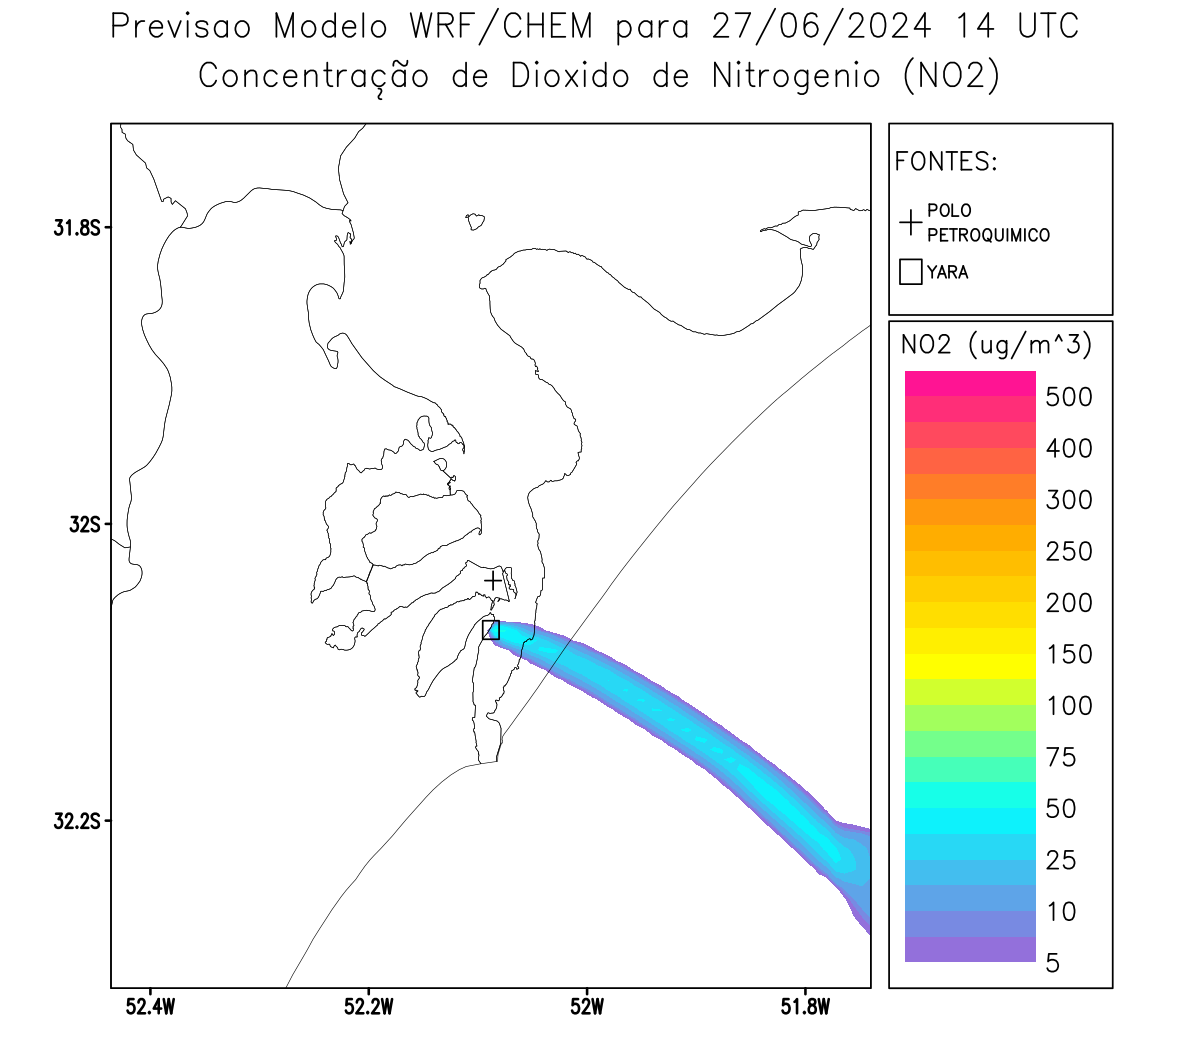 Previsao Modelo WRF/CHEM para 27/06/2024 14 UTC
Concentração de Dioxido de Nitrogenio (NO2)
FONTES:
POLO
PETROQUIMICO
YARA
31.8S
32S
32.2S
52.4W
52.2W
52W
51.8W
NO2 (ug/m^3)
500
400
300
250
200
150
100
75
50
25
10
5